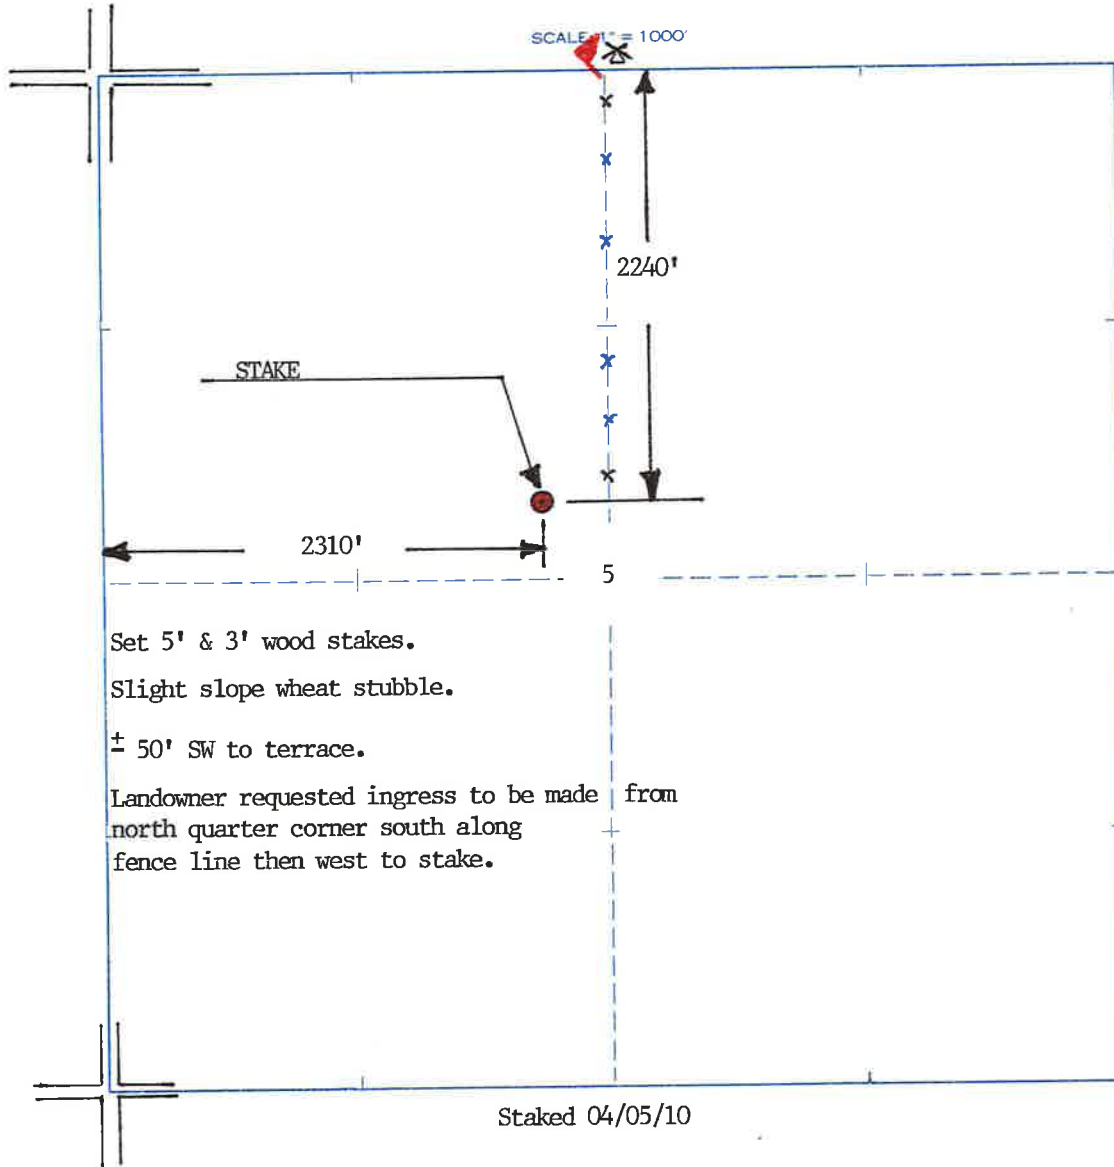 SCALE 1" = 1000'
2240'
STAKE
2310'
5
Set 5' & 3' wood stakes.
Slight slope wheat stubble.
± 50' SW to terrace.
Landowner requested ingress to be made from
north quarter corner south along
fence line then west to stake.
Staked 04/05/10